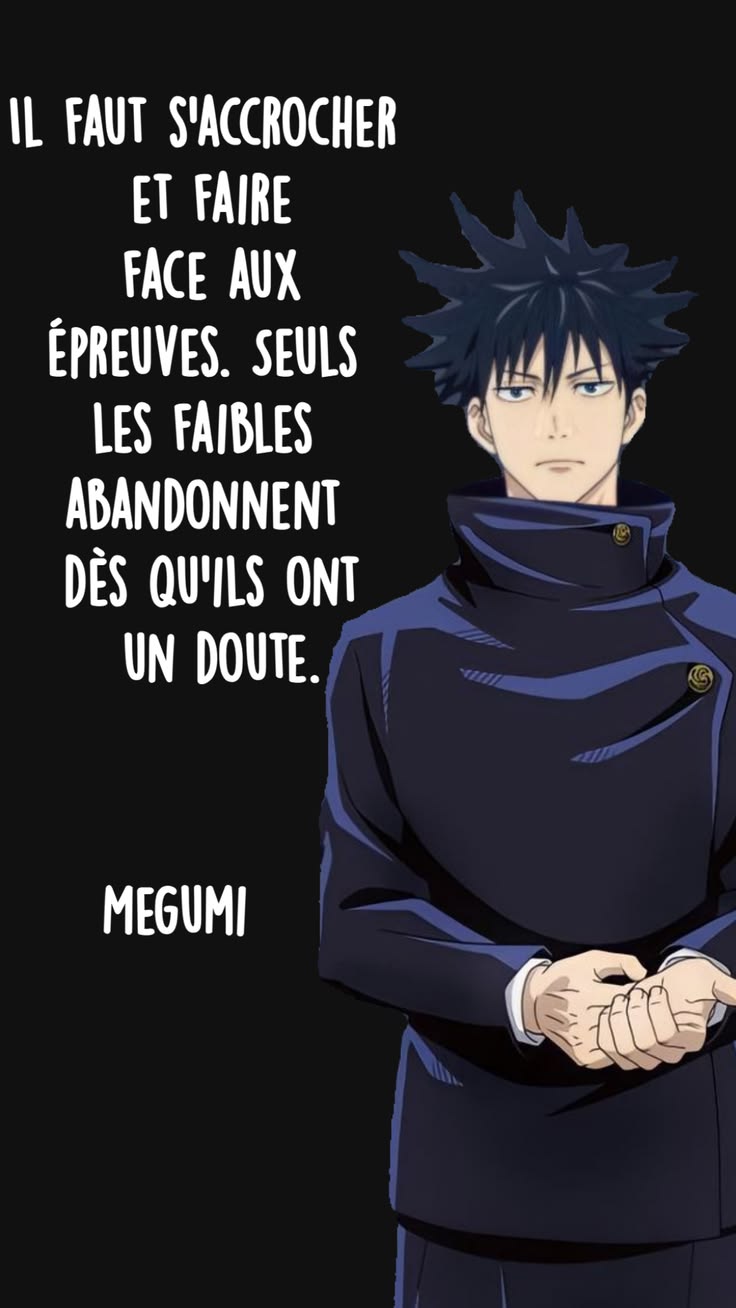 IL FAUT S'ACCROCHER
ET FAIRE
FACE AUX
ÉPREUVES. SEULS
LES FAIBLES
ABANDONNENT
DÈS QU'ILS ONT
UN DOUTE.
MEGUMI